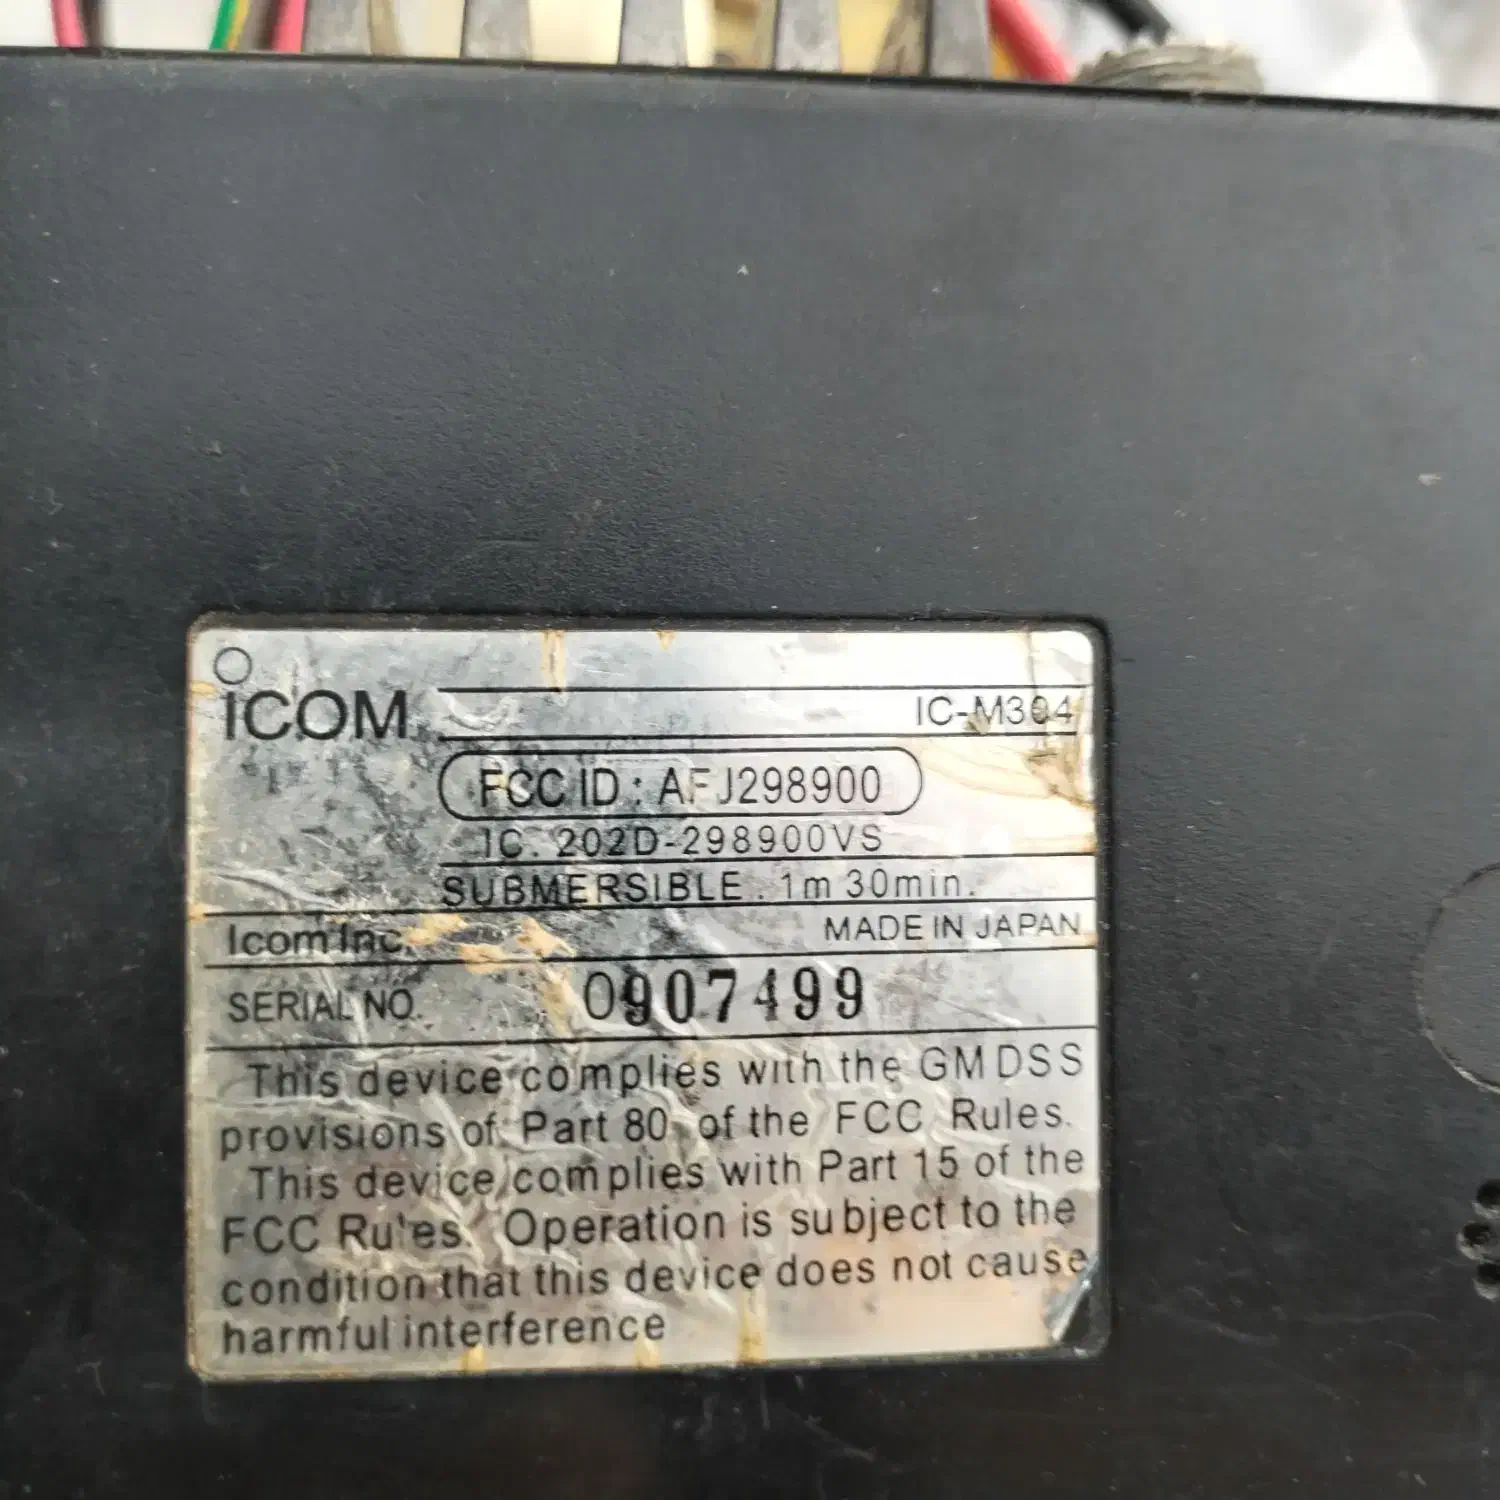 ICOM
IC-M304
FCC ID : AFJ298900
IC. 202D-298900VS
SUBMERSIBLE. 1m 30min.
Icom Inc.
MADE IN JAPAN
SERIAL NO. 0907499
This device complies with the GMDSS
provisions of Part 80 of the FCC Rules.
This device complies with Part 15 of the
FCC Rules. Operation is subject to the
condition that this device does not cause
harmful interference